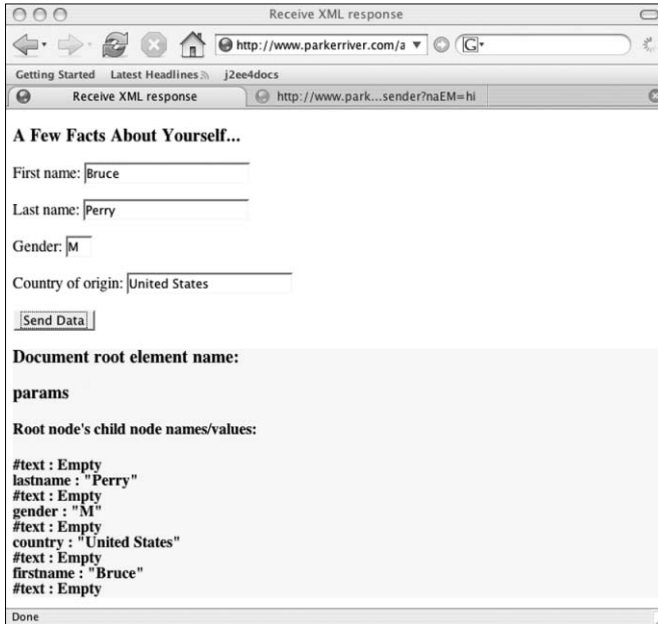 Receive XML response
http://www.parkerriver.com/a
G
Getting Started Latest Headlines j2ee4docs
Receive XML response http://www.park...sender?naEM=hi
A Few Facts About Yourself...
First name: Bruce
Last name: Perry
Gender: M
Country of origin: United States
Send Data
Document root element name:
params
Root node's child node names/values:
#text : Empty
lastname : "Perry"
#text : Empty
gender : "M"
#text : Empty
country : "United States"
#text : Empty
firstname : "Bruce"
#text : Empty
Done